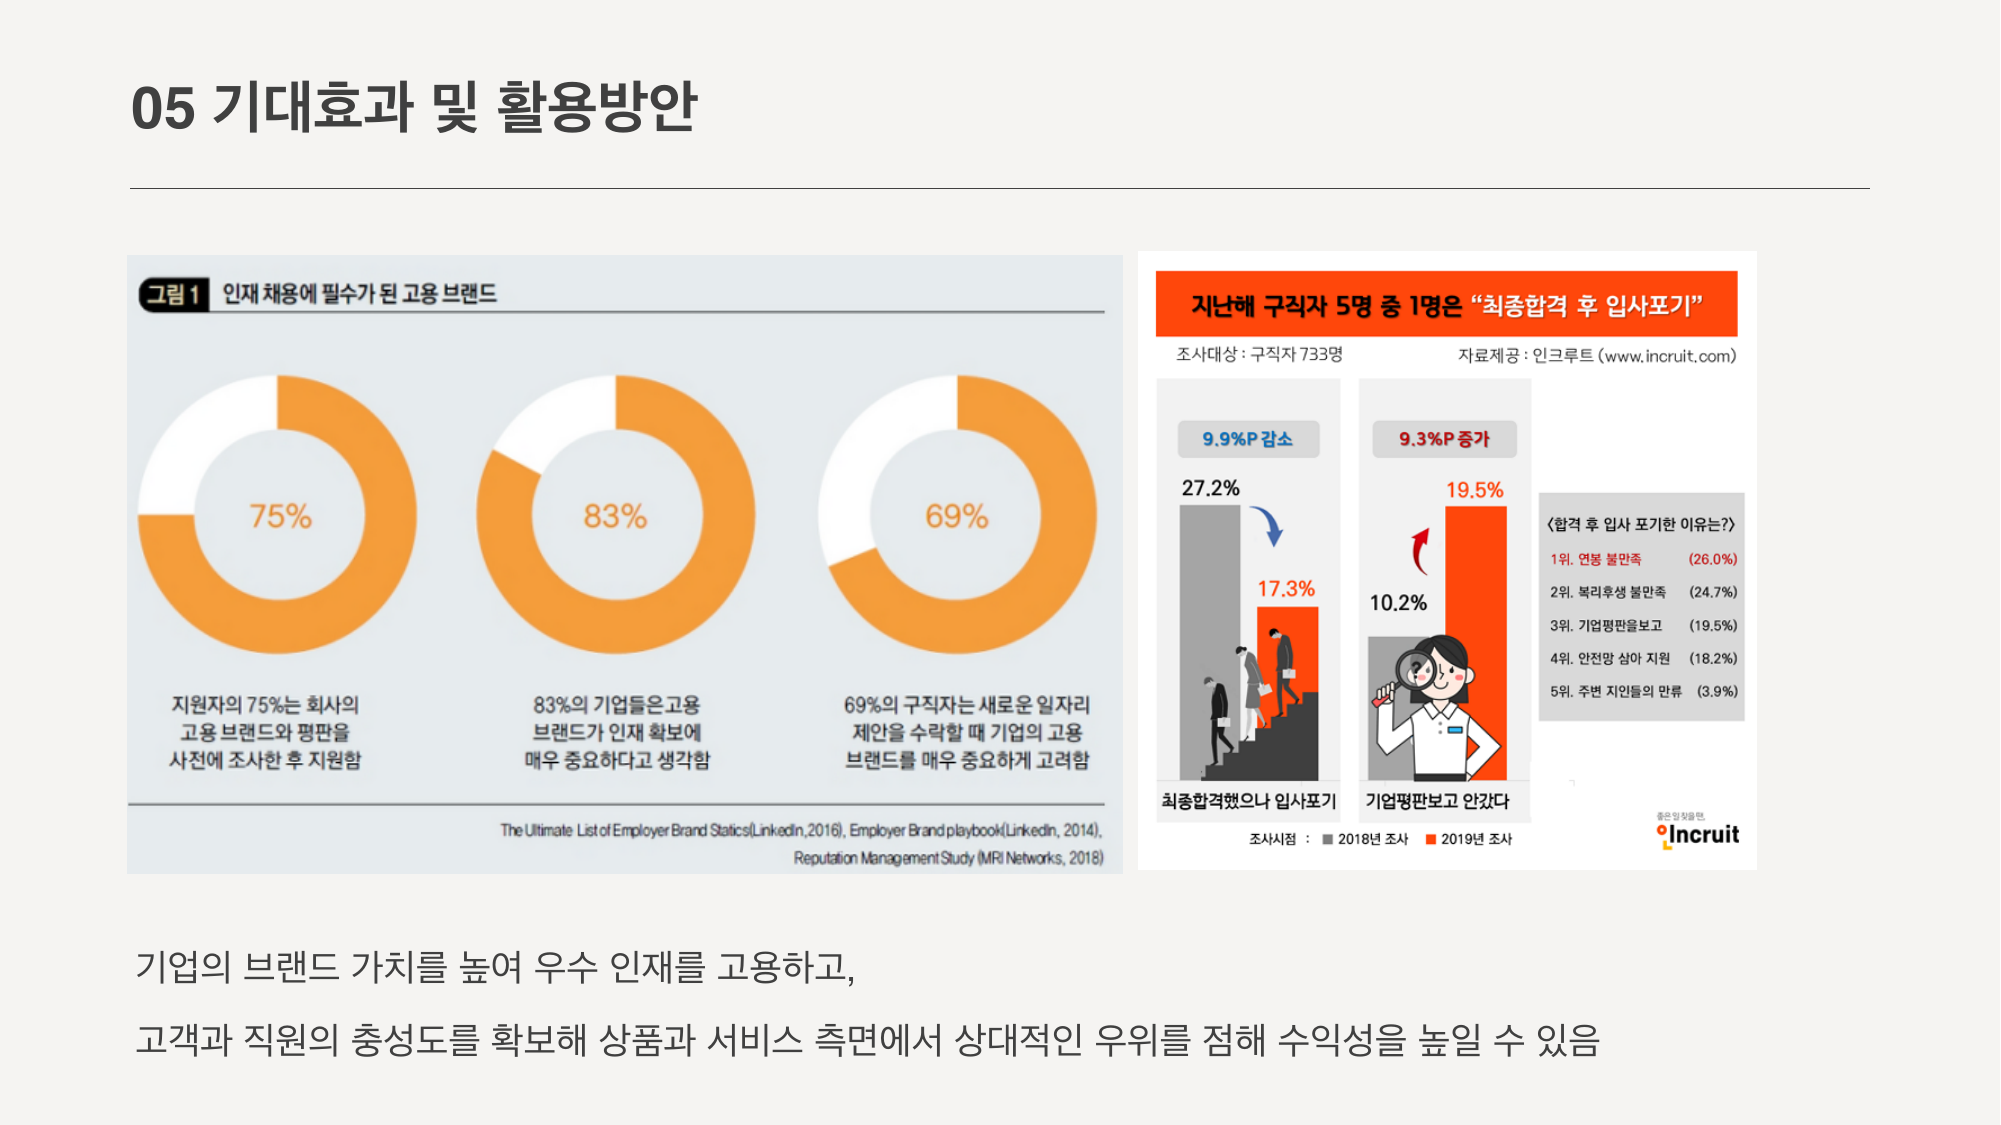 05 기대효과 및 활용방안
그림 1 인재 채용에 필수가 된 고용 브랜드
75%
83%
69%
지원자의 75%는 회사의
고용 브랜드와 평판을
사전에 조사한 후 지원함
83%의 기업들은 고용
브랜드가 인재 확보에
매우 중요하다고 생각함
69%의 구직자는 새로운 일자리
제안을 수락할 때 기업의 고용
브랜드를 매우 중요하게 고려함
The Ultimate List of Employer Brand Statics(LinkedIn,2016), Employer Brand playbook(LinkedIn, 2014),
Reputation Management Study (MRI Networks, 2018)
지난해 구직자 5명 중 1명은 “최종합격 후 입사포기”
조사대상 : 구직자 733명
자료제공 : 인크루트 (www.incruit.com)
9.9%P 감소
27.2%
17.3%
최종합격했으나 입사포기
9.3%P 증가
19.5%
10.2%
기업평판보고 안갔다
조사시점 : 2018년 조사 2019년 조사
<합격 후 입사 포기한 이유는?>
1위. 연봉 불만족 (26.0%)
2위. 복리후생 불만족 (24.7%)
3위. 기업평판을보고 (19.5%)
4위. 안전망 삼아 지원 (18.2%)
5위. 주변 지인들의 만류 (3.9%)
좋은 일 찾을 땐,
Incruit
기업의 브랜드 가치를 높여 우수 인재를 고용하고,
고객과 직원의 충성도를 확보해 상품과 서비스 측면에서 상대적인 우위를 점해 수익성을 높일 수 있음